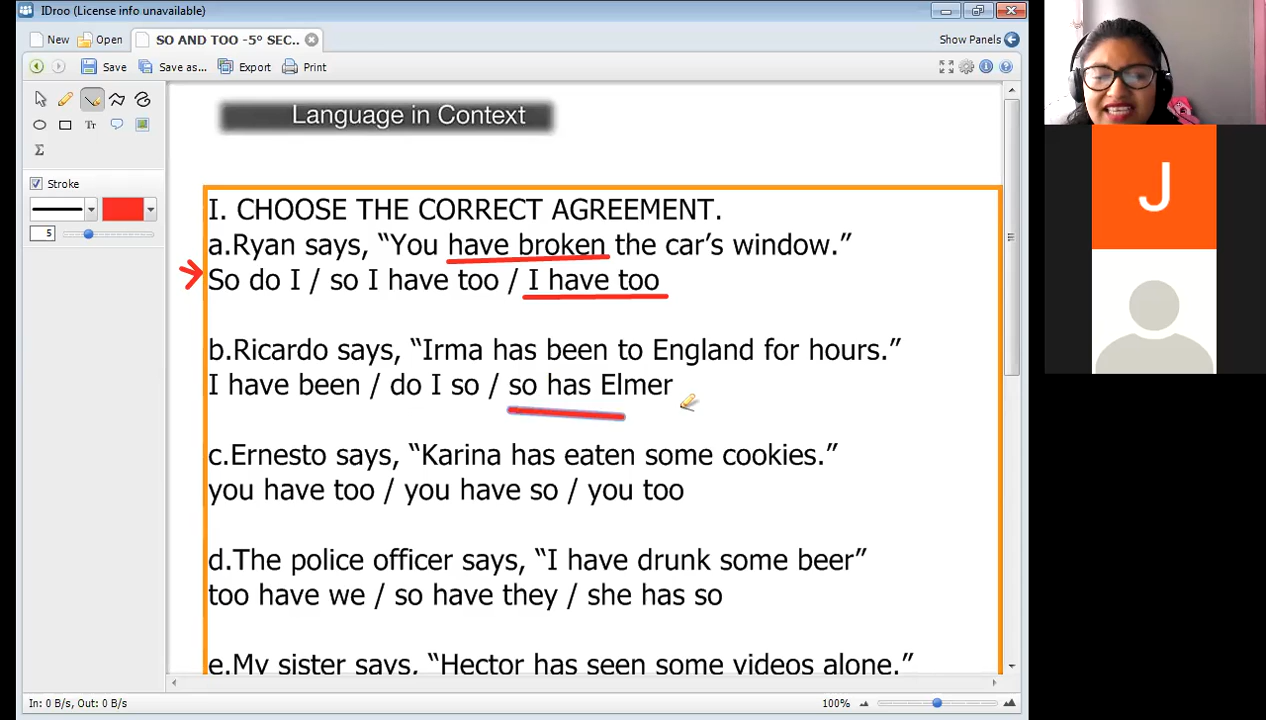 IDroo (License info unavailable)
New Open SO AND TOO -5° SEC.. Show Panels
Save Save as... Export Print
Tr
Σ
Stroke
5
Language in Context
I. CHOOSE THE CORRECT AGREEMENT.
a.Ryan says, “You have broken the car’s window.”
So do I / so I have too / I have too
b.Ricardo says, “Irma has been to England for hours.”
I have been / do I so / so has Elmer
c.Ernesto says, “Karina has eaten some cookies.”
you have too / you have so / you too
d.The police officer says, “I have drunk some beer”
too have we / so have they / she has so
e.My sister says, “Hector has seen some videos alone.”
In: 0 B/s, Out: 0 B/s
100%
J